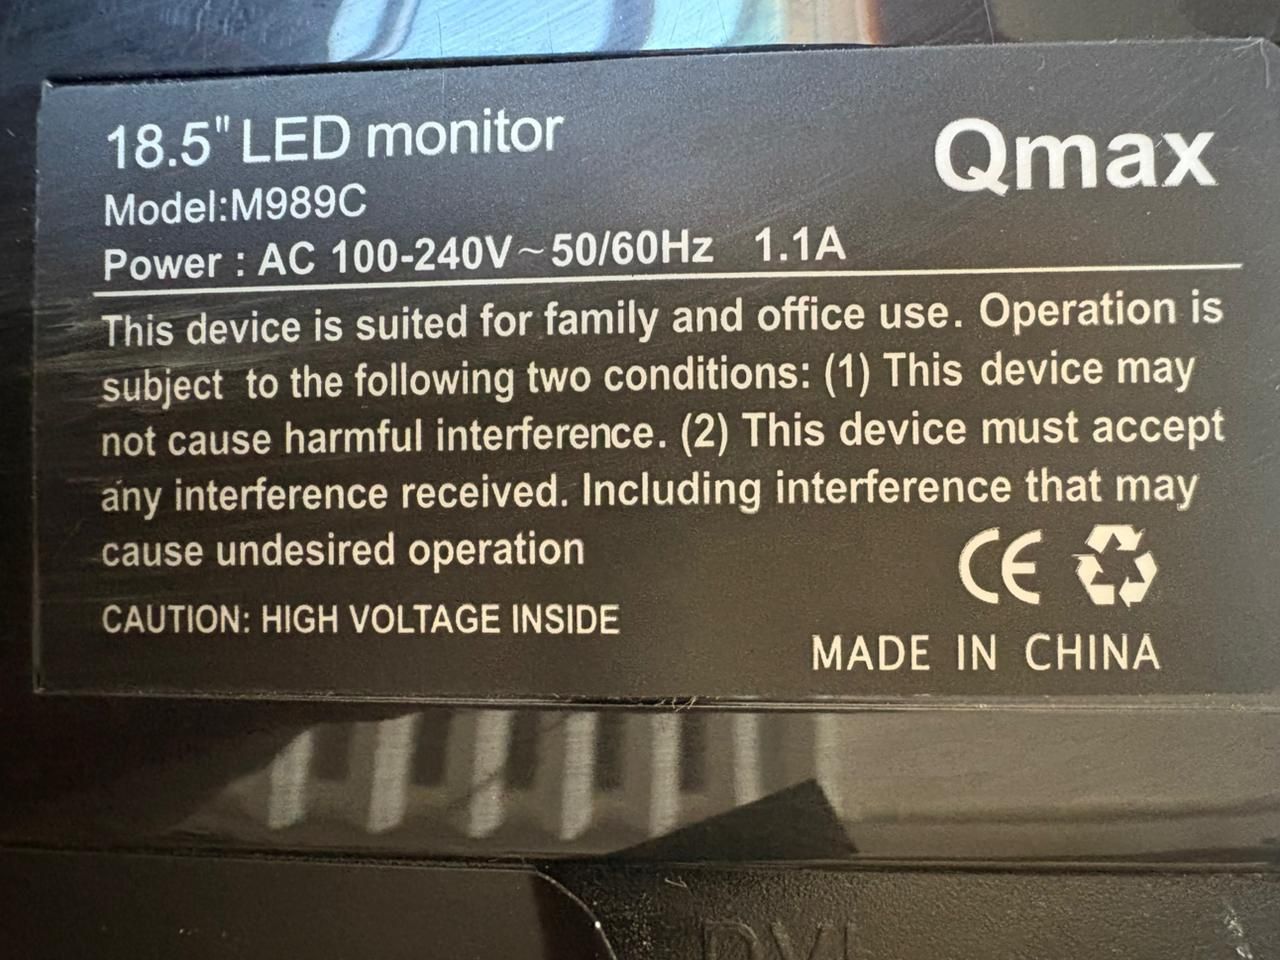 18.5" LED monitor
Qmax
Model:M989C
Power : AC 100-240V~50/60Hz 1.1A
This device is suited for family and office use. Operation is
subject to the following two conditions: (1) This device may
not cause harmful interference. (2) This device must accept
any interference received. Including interference that may
cause undesired operation
CE
CAUTION: HIGH VOLTAGE INSIDE
MADE IN CHINA
DVI